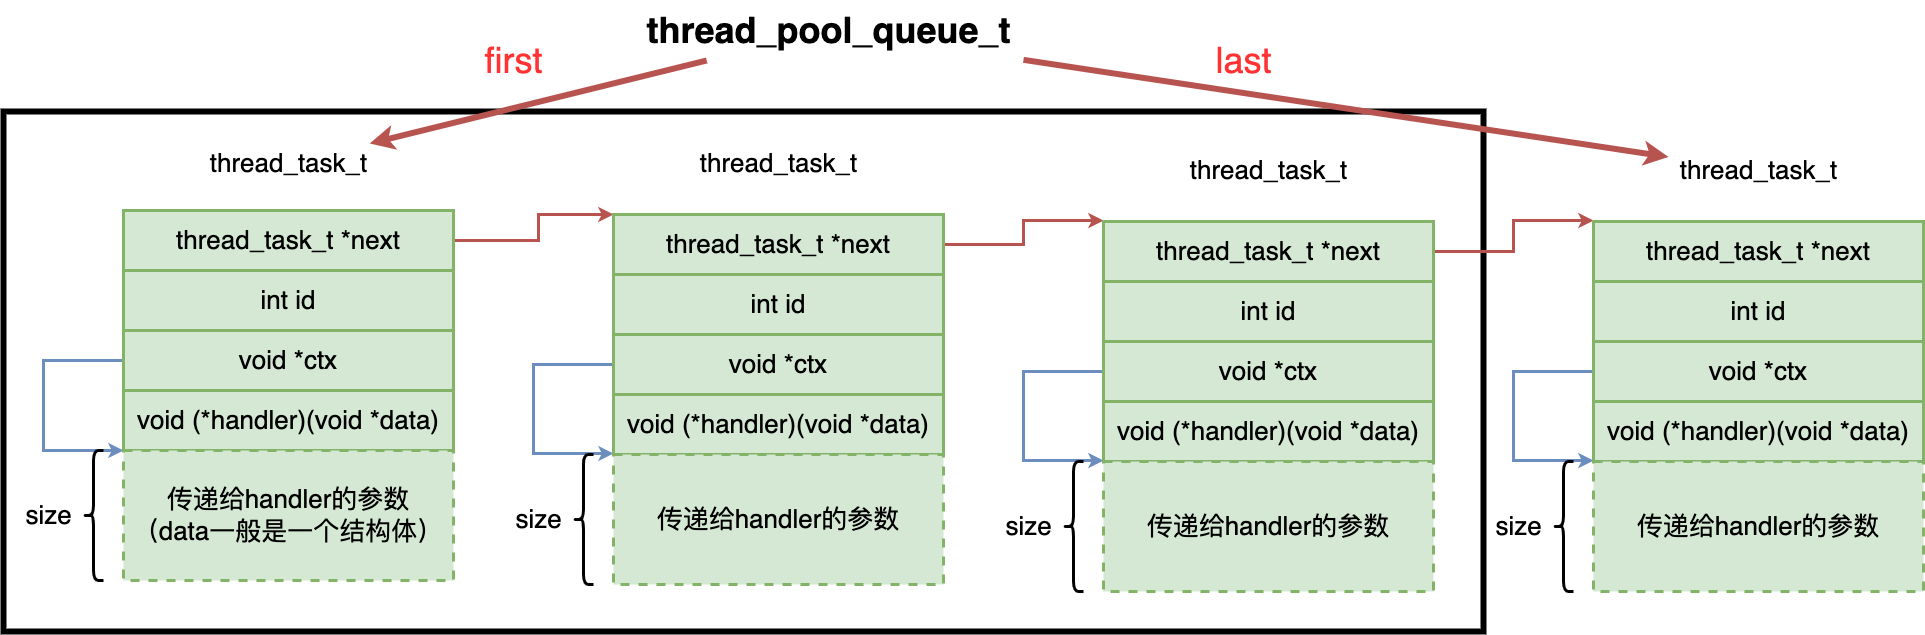 thread_pool_queue_t
first
last
thread_task_t
thread_task_t *next
int id
void *ctx
void (*handler)(void *data)
size
传递给handler的参数
（data一般是一个结构体）
thread_task_t
thread_task_t *next
int id
void *ctx
void (*handler)(void *data)
size
传递给handler的参数
thread_task_t
thread_task_t *next
int id
void *ctx
void (*handler)(void *data)
size
传递给handler的参数
thread_task_t
thread_task_t *next
int id
void *ctx
void (*handler)(void *data)
size
传递给handler的参数